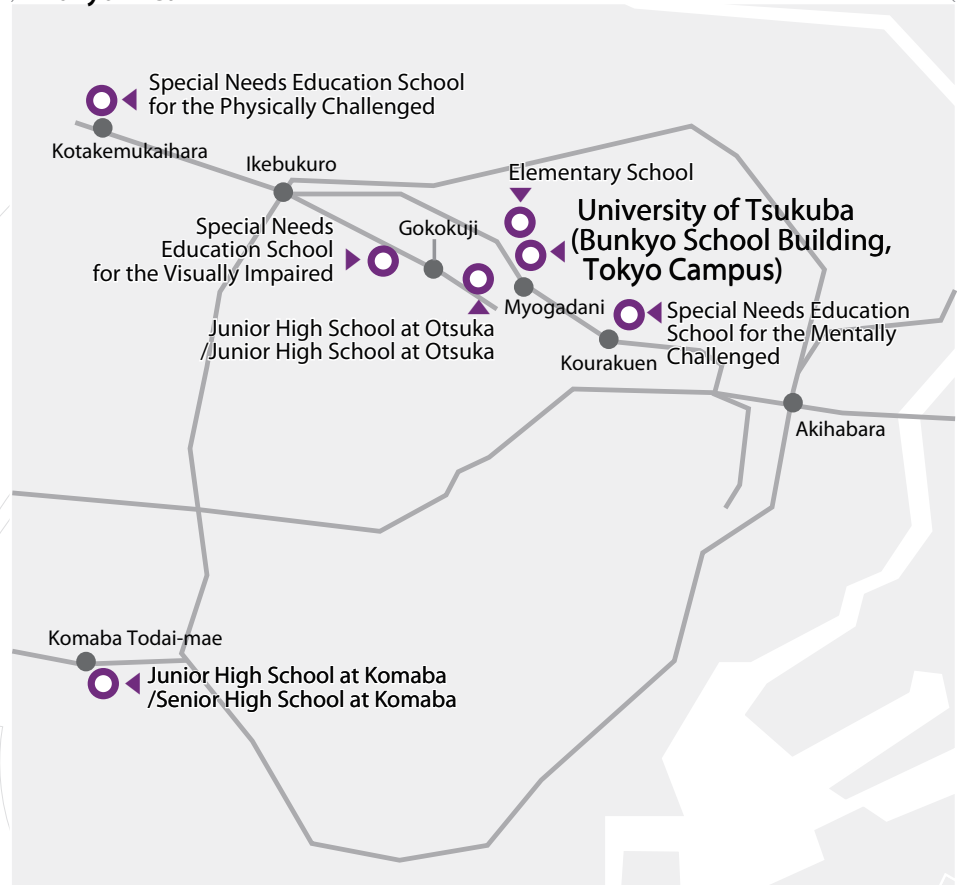 Special Needs Education School
for the Physically Challenged
Kotakemukaihara
Ikebukuro
Elementary School
University of Tsukuba
(Bunkyo School Building,
Tokyo Campus)
Special Needs
Education School
for the Visually Impaired
Gokokuji
Myogadani
Special Needs Education
School for the Mentally
Challenged
Junior High School at Otsuka
/Junior High School at Otsuka
Kourakuen
Akihabara
Komaba Todai-mae
Junior High School at Komaba
/Senior High School at Komaba